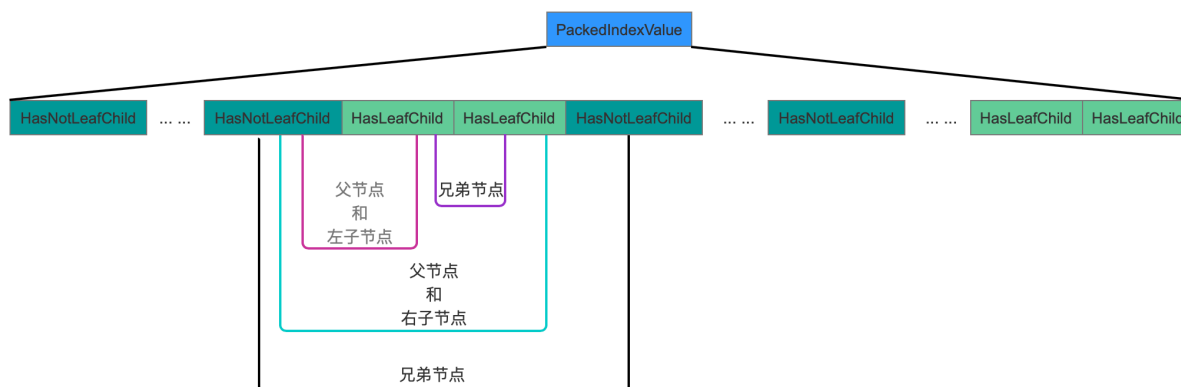 PackedIndexValue
HasNotLeafChild ... ... HasNotLeafChild HasLeafChild HasLeafChild HasNotLeafChild ... ... HasNotLeafChild ... ... HasLeafChild HasLeafChild
父节点
和
左子节点
兄弟节点
父节点
和
右子节点
兄弟节点